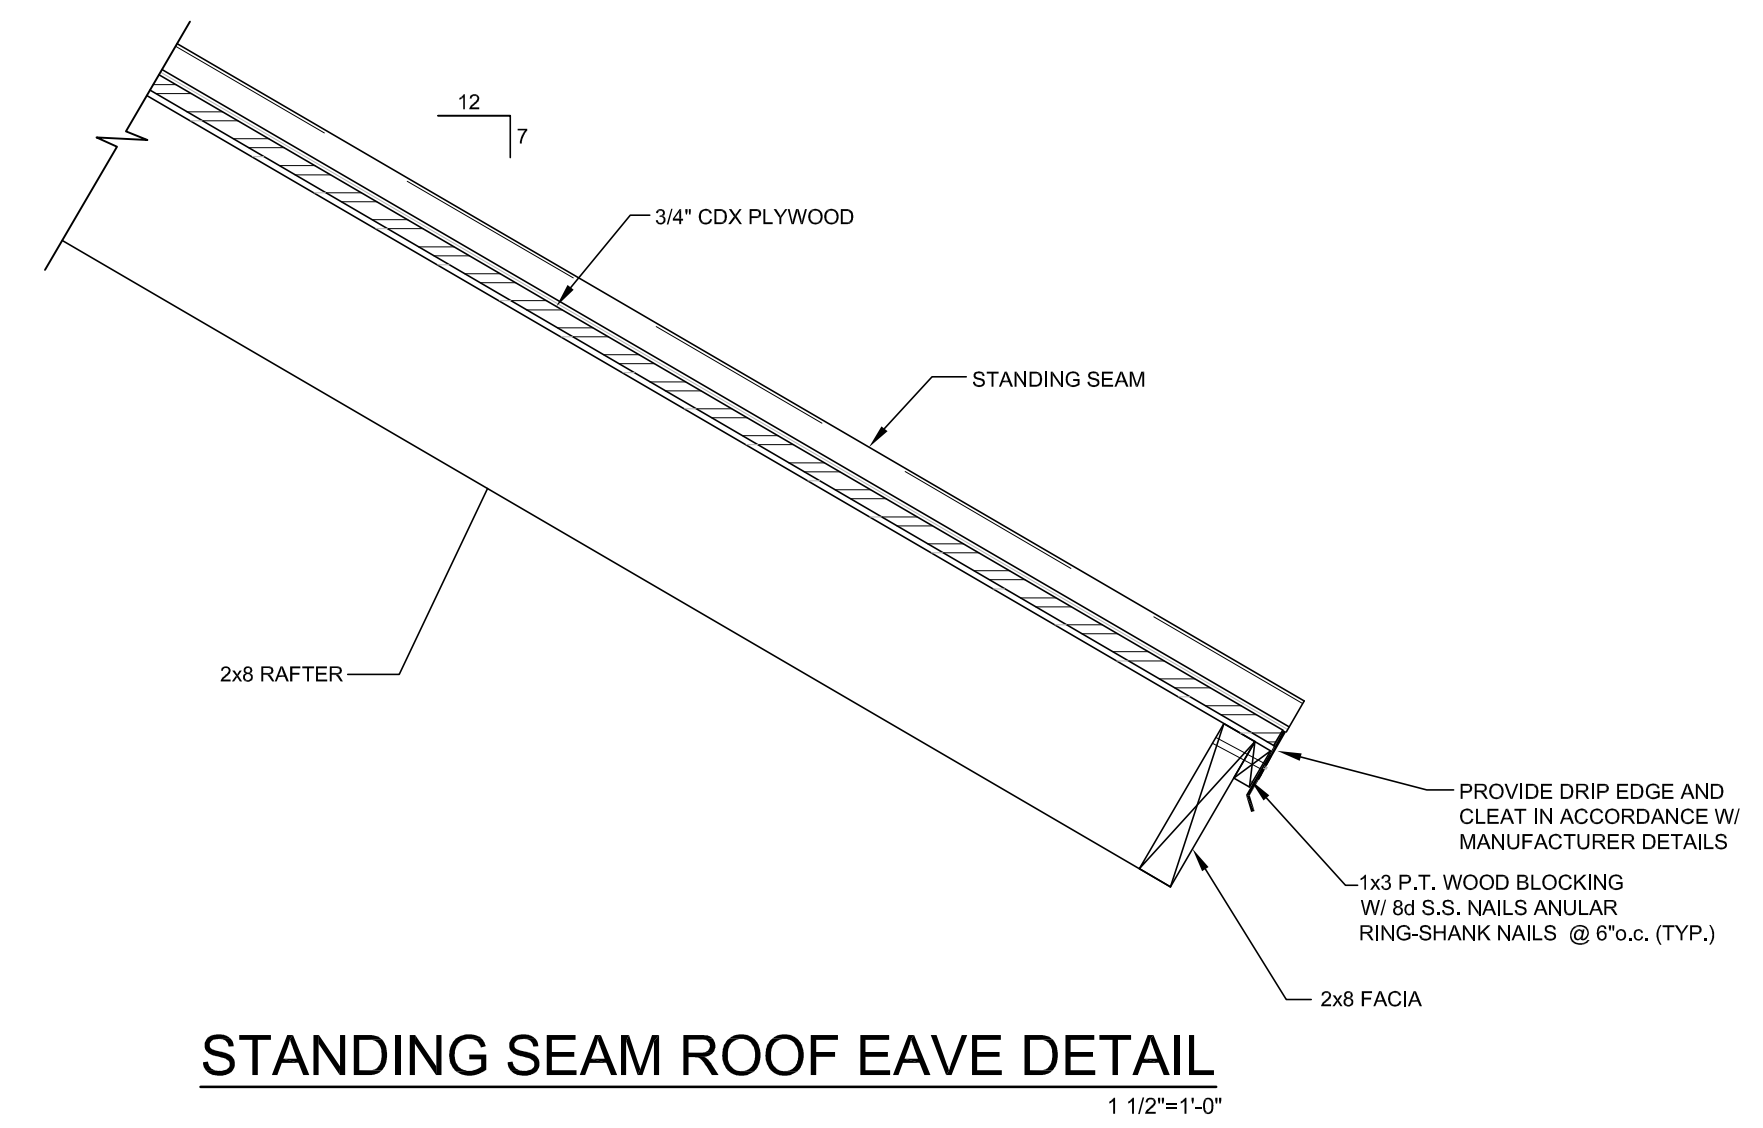 12
7
3/4" CDX PLYWOOD
STANDING SEAM
2x8 RAFTER
PROVIDE DRIP EDGE AND
CLEAT IN ACCORDANCE W/
MANUFACTURER DETAILS
1x3 P.T. WOOD BLOCKING
W/ 8d S.S. NAILS ANULAR
RING-SHANK NAILS @ 6"o.c. (TYP.)
2x8 FACIA
STANDING SEAM ROOF EAVE DETAIL
1 1/2"=1'-0"